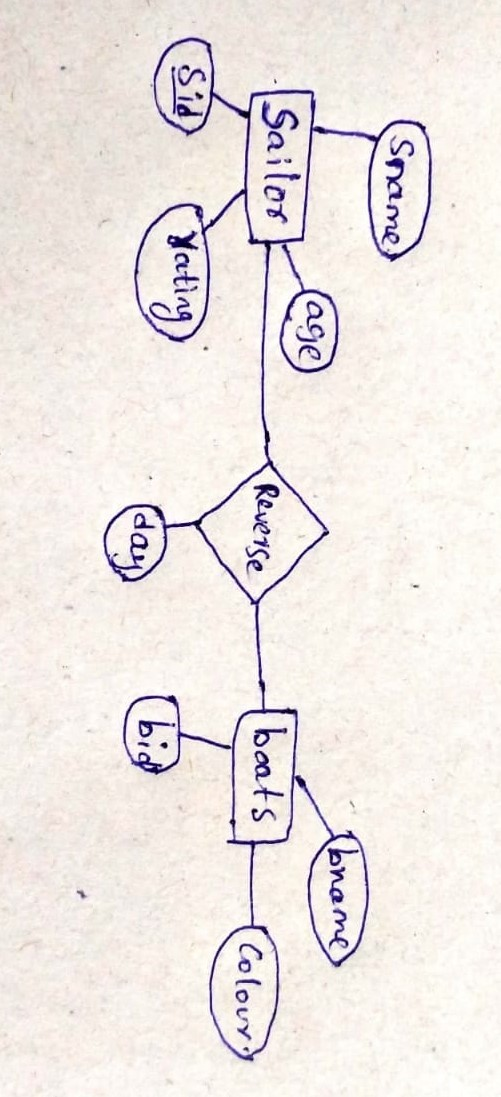 Sname
Sid
Sailor
age
rating
Reverse
day
bname
bid
boats
Colour